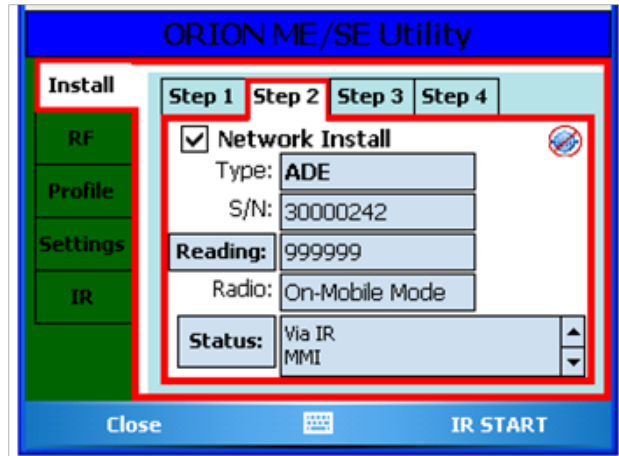 ORION ME/SE Utility
Install
RF
Profile
Settings
IR
Step 1 Step 2 Step 3 Step 4
Network Install
Type: ADE
S/N: 30000242
Reading: 999999
Radio: On-Mobile Mode
Status: Via IR
MMI
Close IR START